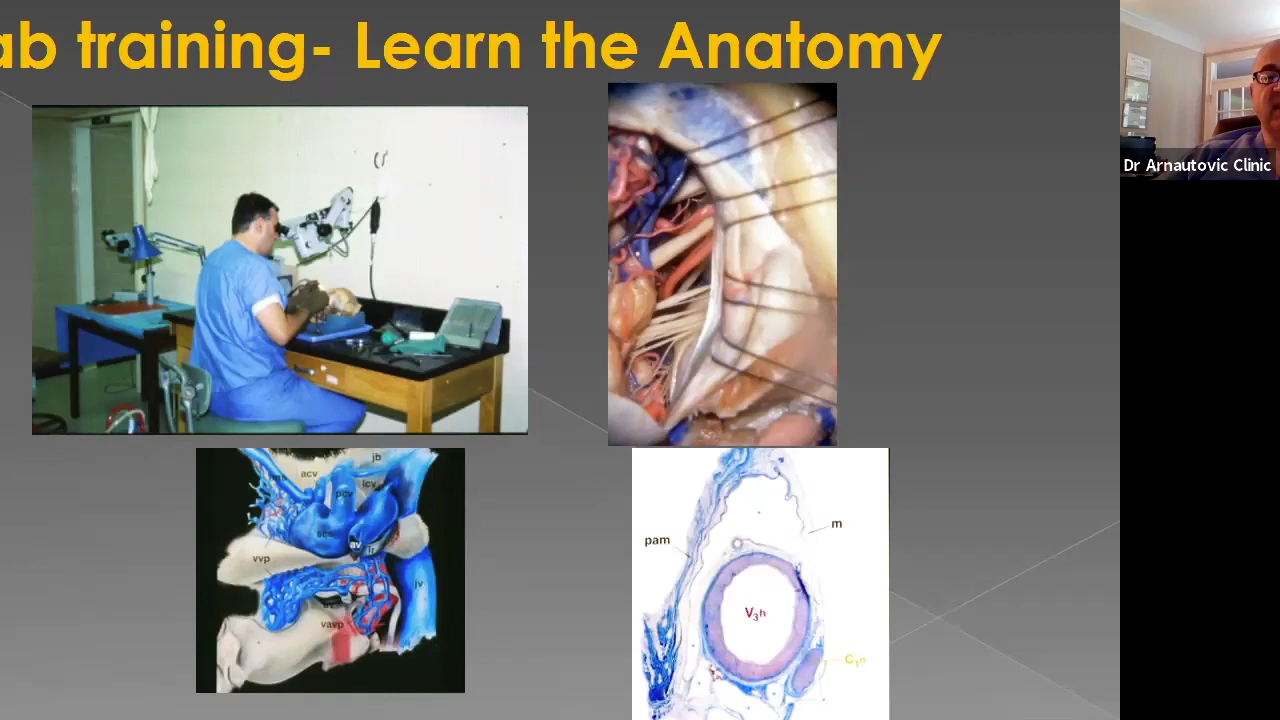 ab training- Learn the Anatomy
Dr Arnautovic Clinic
jb
acv
lcv
pcv
scs
av
vvp
jv
vavp
m
pam
V3h
C1n